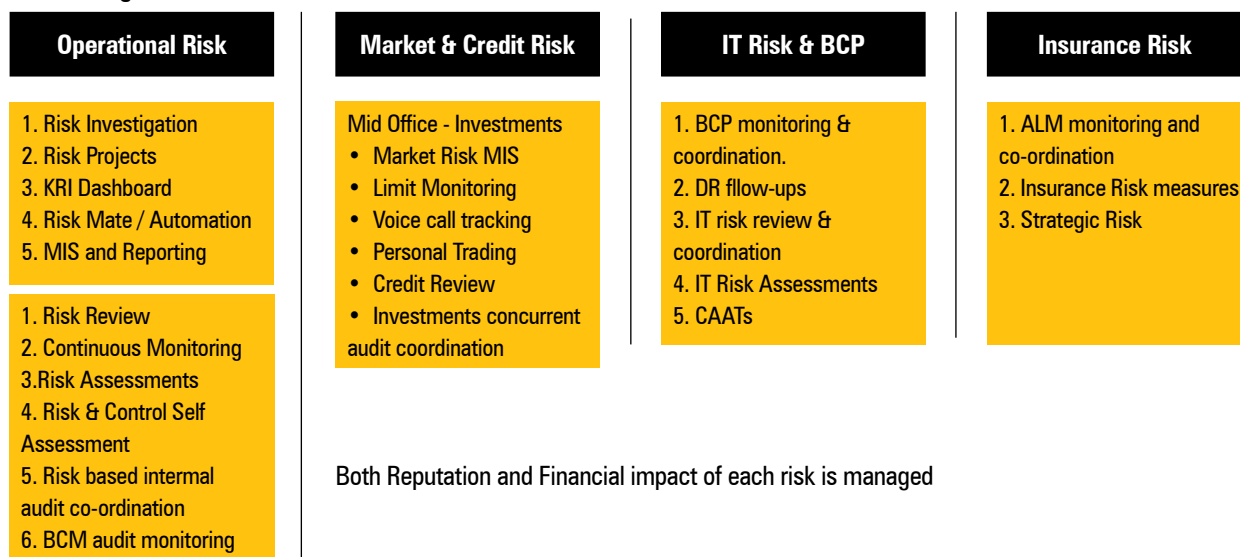 Operational Risk
1. Risk Investigation
2. Risk Projects
3. KRI Dashboard
4. Risk Mate / Automation
5. MIS and Reporting
1. Risk Review
2. Continuous Monitoring
3.Risk Assessments
4. Risk & Control Self
Assessment
5. Risk based intermal
audit co-ordination
6. BCM audit monitoring
Market & Credit Risk
Mid Office - Investments
• Market Risk MIS
• Limit Monitoring
• Voice call tracking
• Personal Trading
• Credit Review
• Investments concurrent
audit coordination
IT Risk & BCP
1. BCP monitoring &
coordination.
2. DR fllow-ups
3. IT risk review &
coordination
4. IT Risk Assessments
5. CAATs
Insurance Risk
1. ALM monitoring and
co-ordination
2. Insurance Risk measures
3. Strategic Risk
Both Reputation and Financial impact of each risk is managed